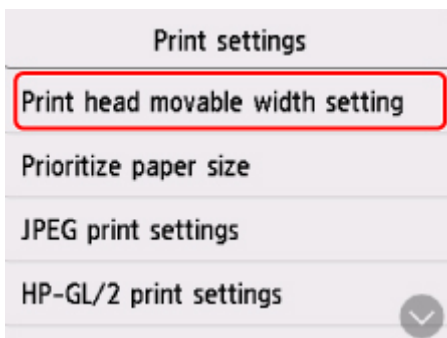 Print settings
Print head movable width setting
Prioritize paper size
JPEG print settings
HP-GL/2 print settings